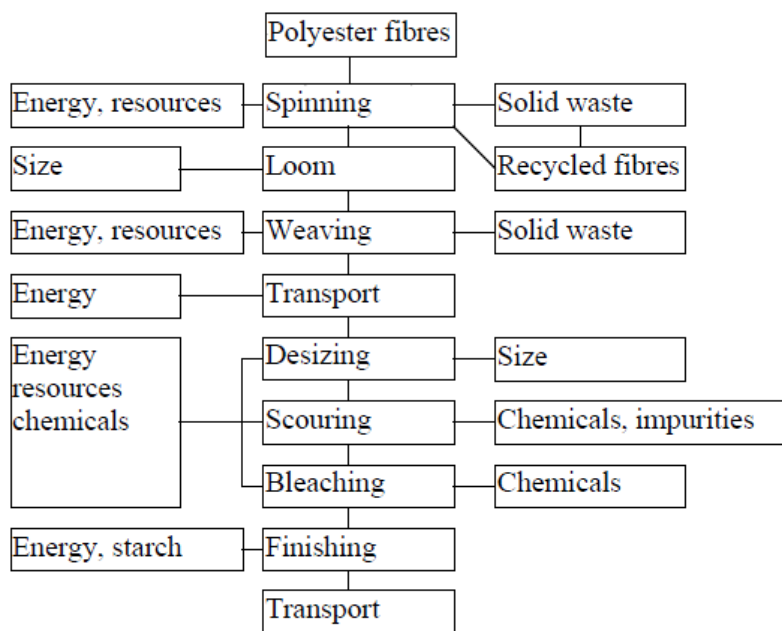 Polyester fibres
Energy, resources
Spinning
Solid waste
Size
Loom
Recycled fibres
Energy, resources
Weaving
Solid waste
Energy
Transport
Energy
resources
chemicals
Desizing
Size
Scouring
Chemicals, impurities
Bleaching
Chemicals
Energy, starch
Finishing
Transport